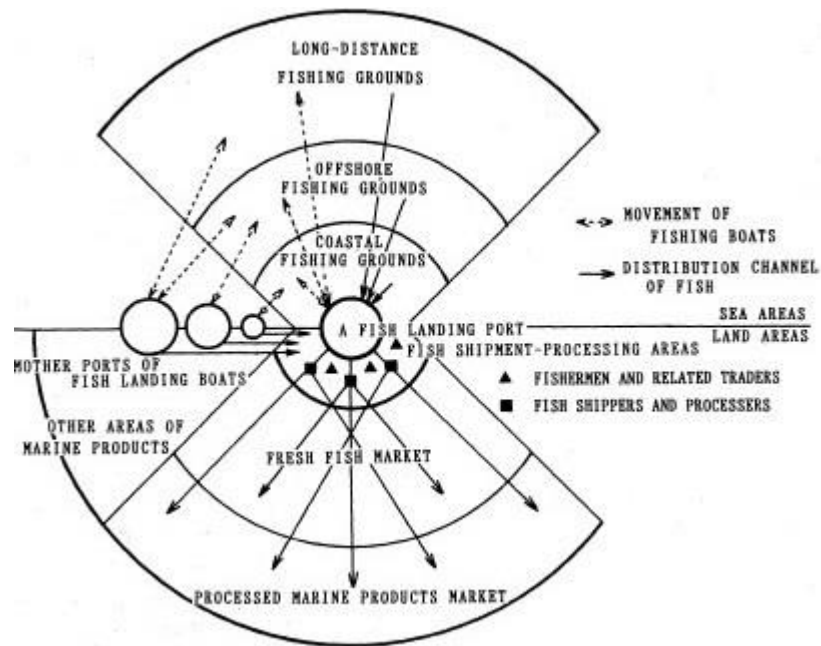 LONG-DISTANCE
FISHING GROUNDS
OFFSHORE
FISHING GROUNDS
COASTAL
FISHING GROUNDS
MOVEMENT OF
FISHING BOATS
DISTRIBUTION CHANNEL
OF FISH
SEA AREAS
LAND AREAS
A FISH LANDING PORT
FISH SHIPMENT-PROCESSING AREAS
MOTHER PORTS OF
FISH LANDING BOATS
FISHERMEN AND RELATED TRADERS
FISH SHIPPERS AND PROCESSERS
OTHER AREAS OF
MARINE PRODUCTS
FRESH FISH MARKET
PROCESSED MARINE PRODUCTS MARKET